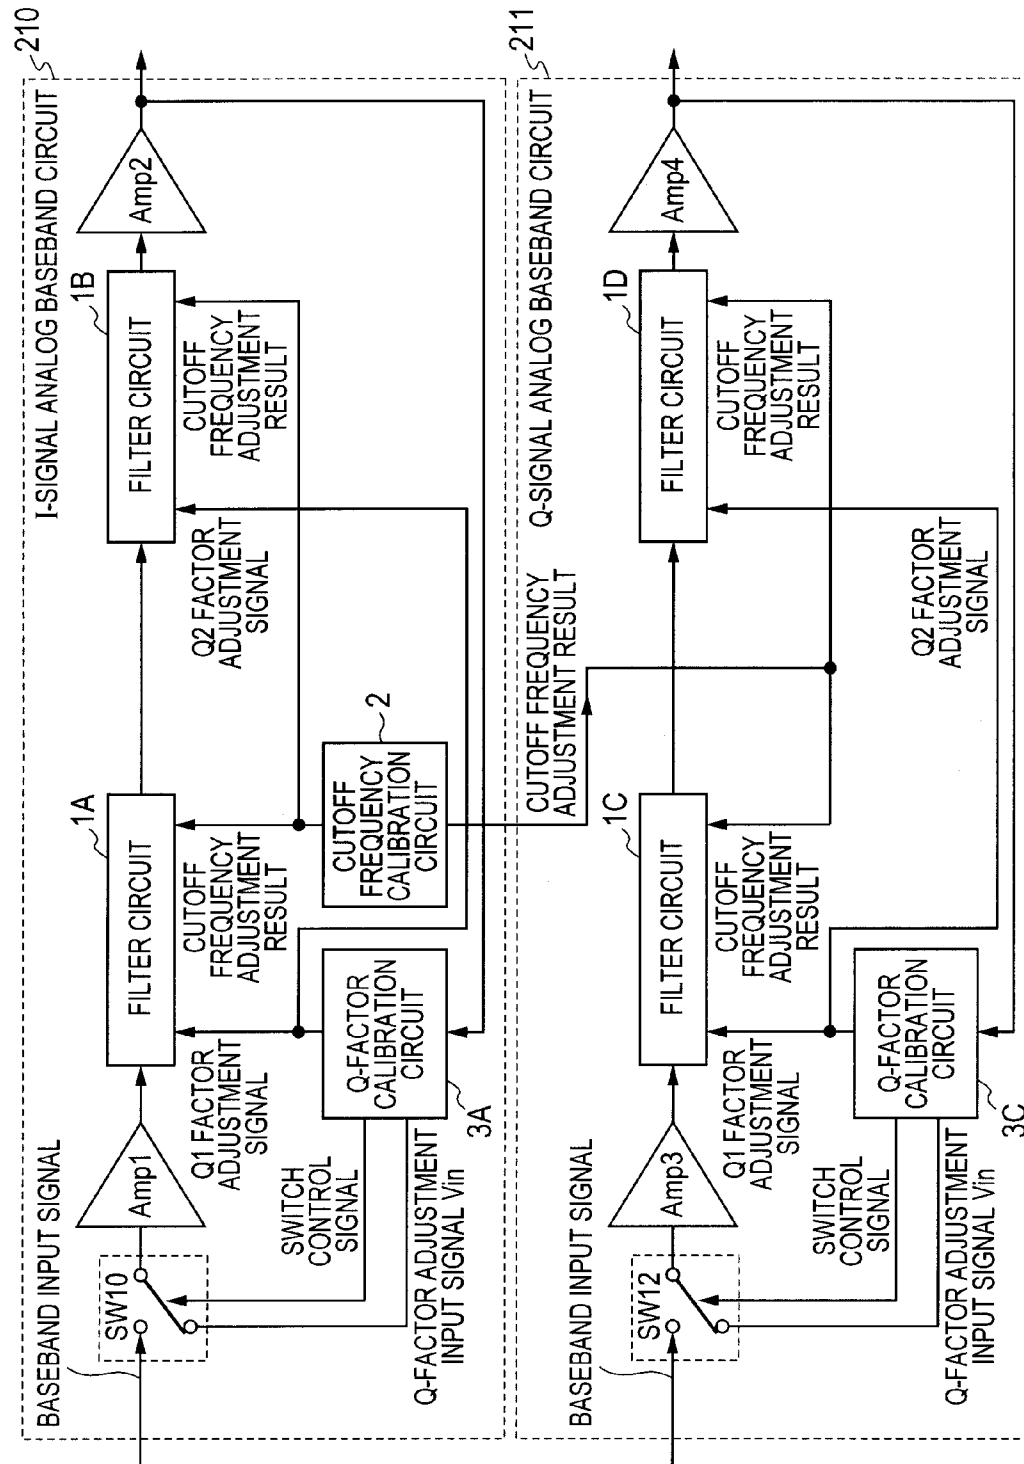 210
I-SIGNAL ANALOG BASEBAND CIRCUIT
BASEBAND INPUT SIGNAL
SW10
Amp1
1A
FILTER CIRCUIT
1B
FILTER CIRCUIT
Amp2
Q1 FACTOR
ADJUSTMENT
SIGNAL
CUTOFF
FREQUENCY
ADJUSTMENT
RESULT
Q2 FACTOR
ADJUSTMENT
SIGNAL
CUTOFF
FREQUENCY
ADJUSTMENT
RESULT
SWITCH
CONTROL
SIGNAL
Q-FACTOR
CALIBRATION
CIRCUIT
3A
CUTOFF
FREQUENCY
CALIBRATION
CIRCUIT
2
Q-FACTOR ADJUSTMENT
INPUT SIGNAL Vin
CUTOFF FREQUENCY
ADJUSTMENT RESULT
211
Q-SIGNAL ANALOG BASEBAND CIRCUIT
BASEBAND INPUT SIGNAL
SW12
Amp3
1C
FILTER CIRCUIT
1D
FILTER CIRCUIT
Amp4
Q1 FACTOR
ADJUSTMENT
SIGNAL
CUTOFF
FREQUENCY
ADJUSTMENT
RESULT
CUTOFF
FREQUENCY
ADJUSTMENT
RESULT
SWITCH
CONTROL
SIGNAL
Q-FACTOR
CALIBRATION
CIRCUIT
3C
Q2 FACTOR
ADJUSTMENT
SIGNAL
Q-FACTOR ADJUSTMENT
INPUT SIGNAL Vin